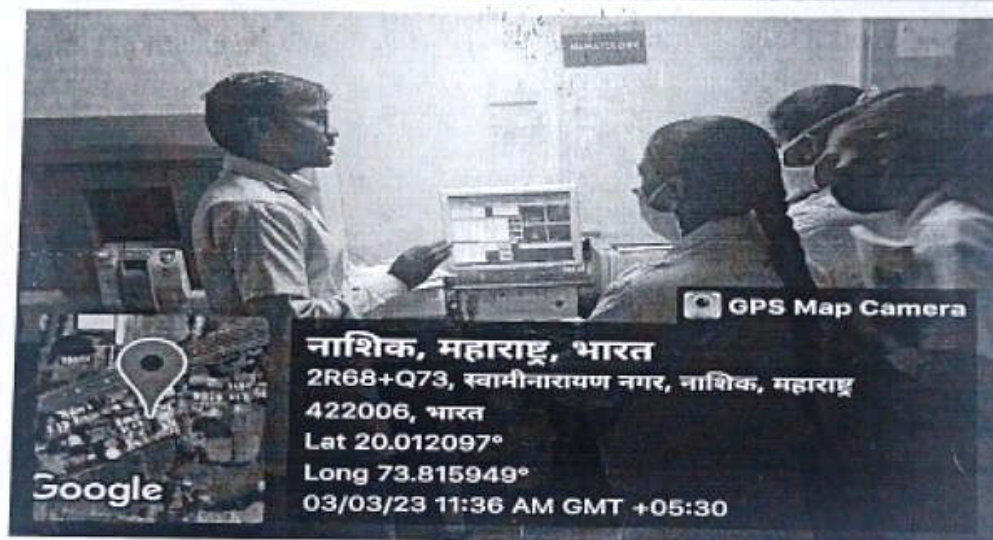 HEMATOLOGY
GPS Map Camera
नाशिक, महाराष्ट्र, भारत
2R68+Q73, स्वामीनारायण नगर, नाशिक, महाराष्ट्र
422006, भारत
Lat 20.012097°
Long 73.815949°
03/03/23 11:36 AM GMT +05:30
Google